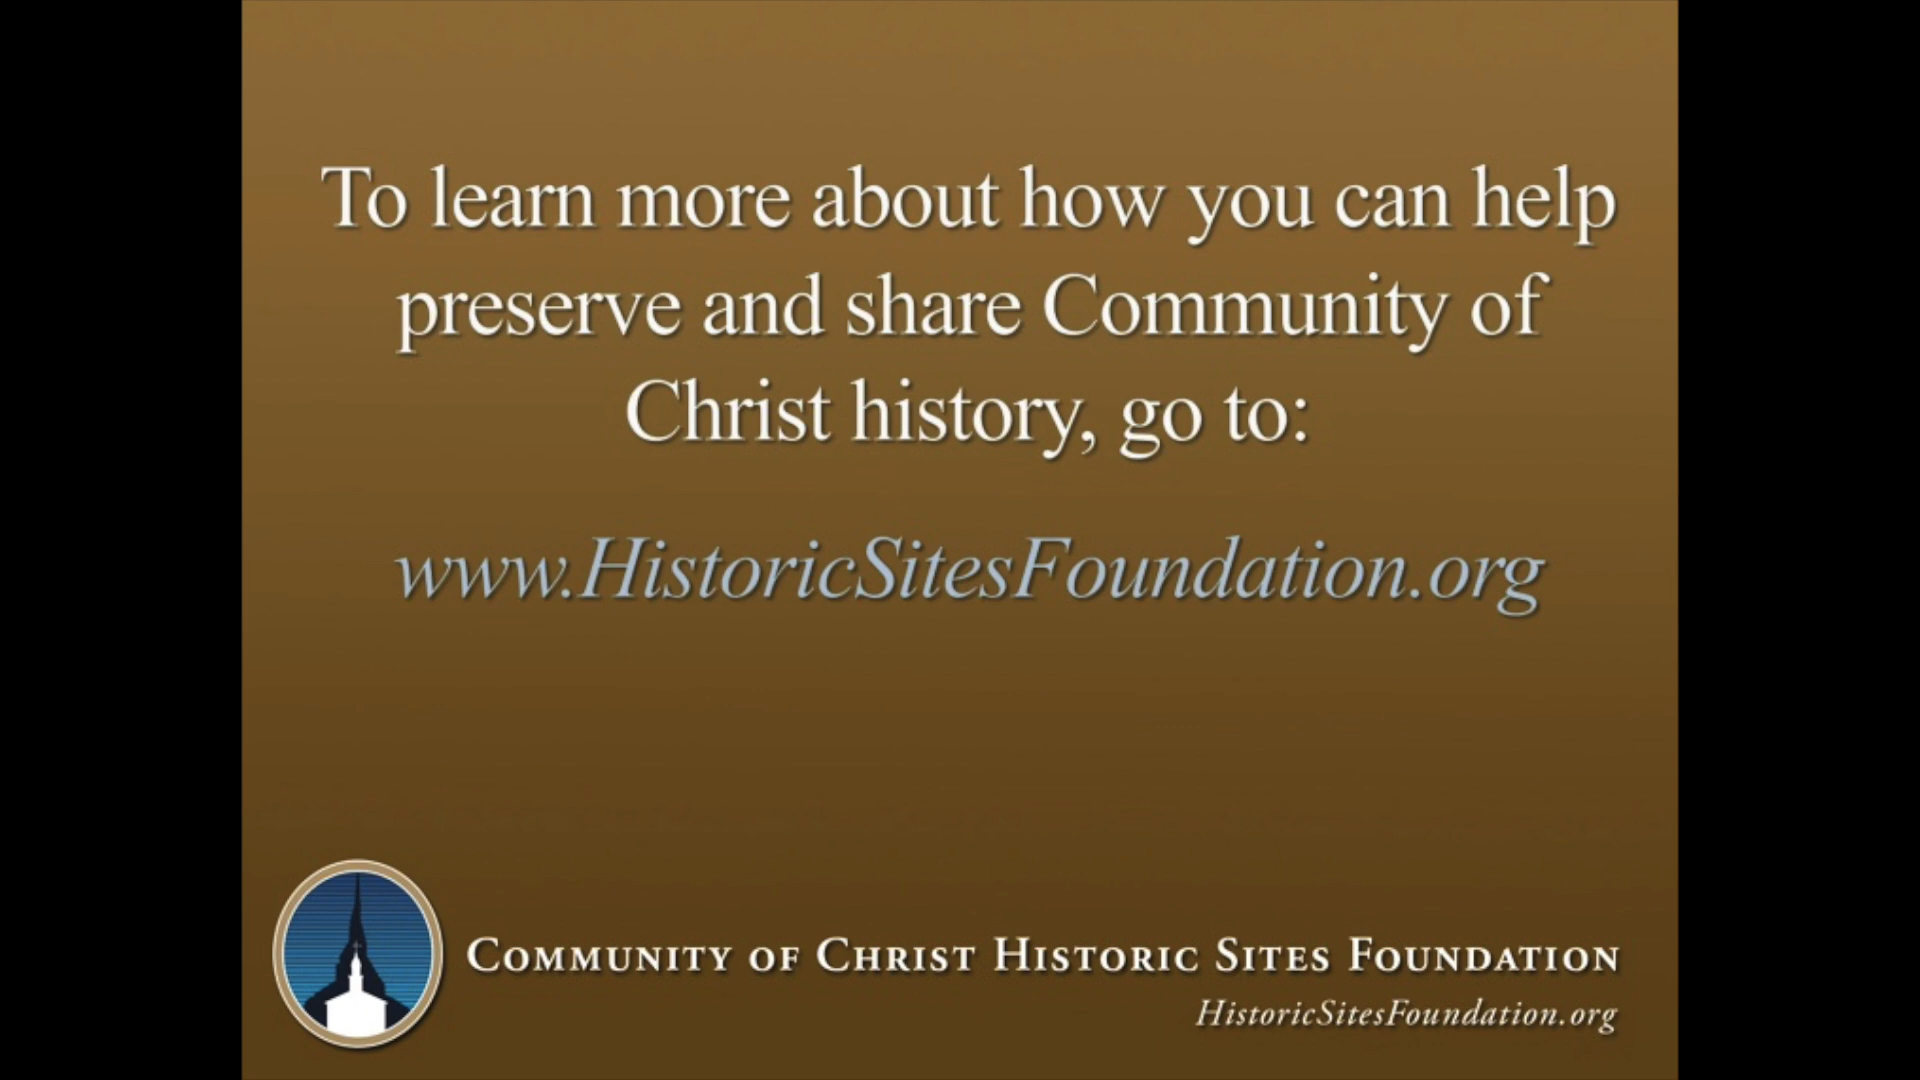 To learn more about how you can help
preserve and share Community of
Christ history, go to:
www.HistoricSitesFoundation.org
Community of Christ Historic Sites Foundation
HistoricSitesFoundation.org